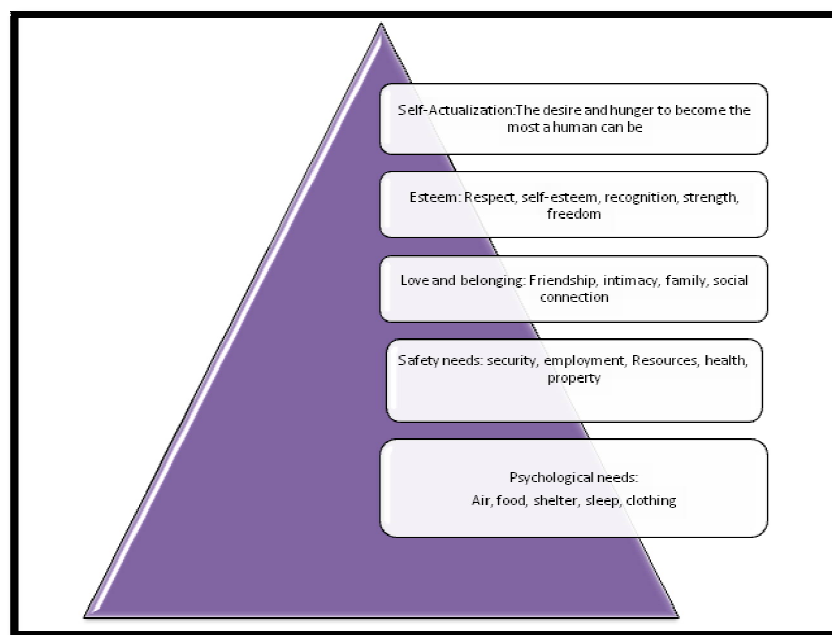 Self-Actualization:The desire and hunger to become the
most a human can be
Esteem: Respect, self-esteem, recognition, strength,
freedom
Love and belonging: Friendship, intimacy, family, social
connection
Safety needs: security, employment, Resources, health,
property
Psychological needs:
Air, food, shelter, sleep, clothing